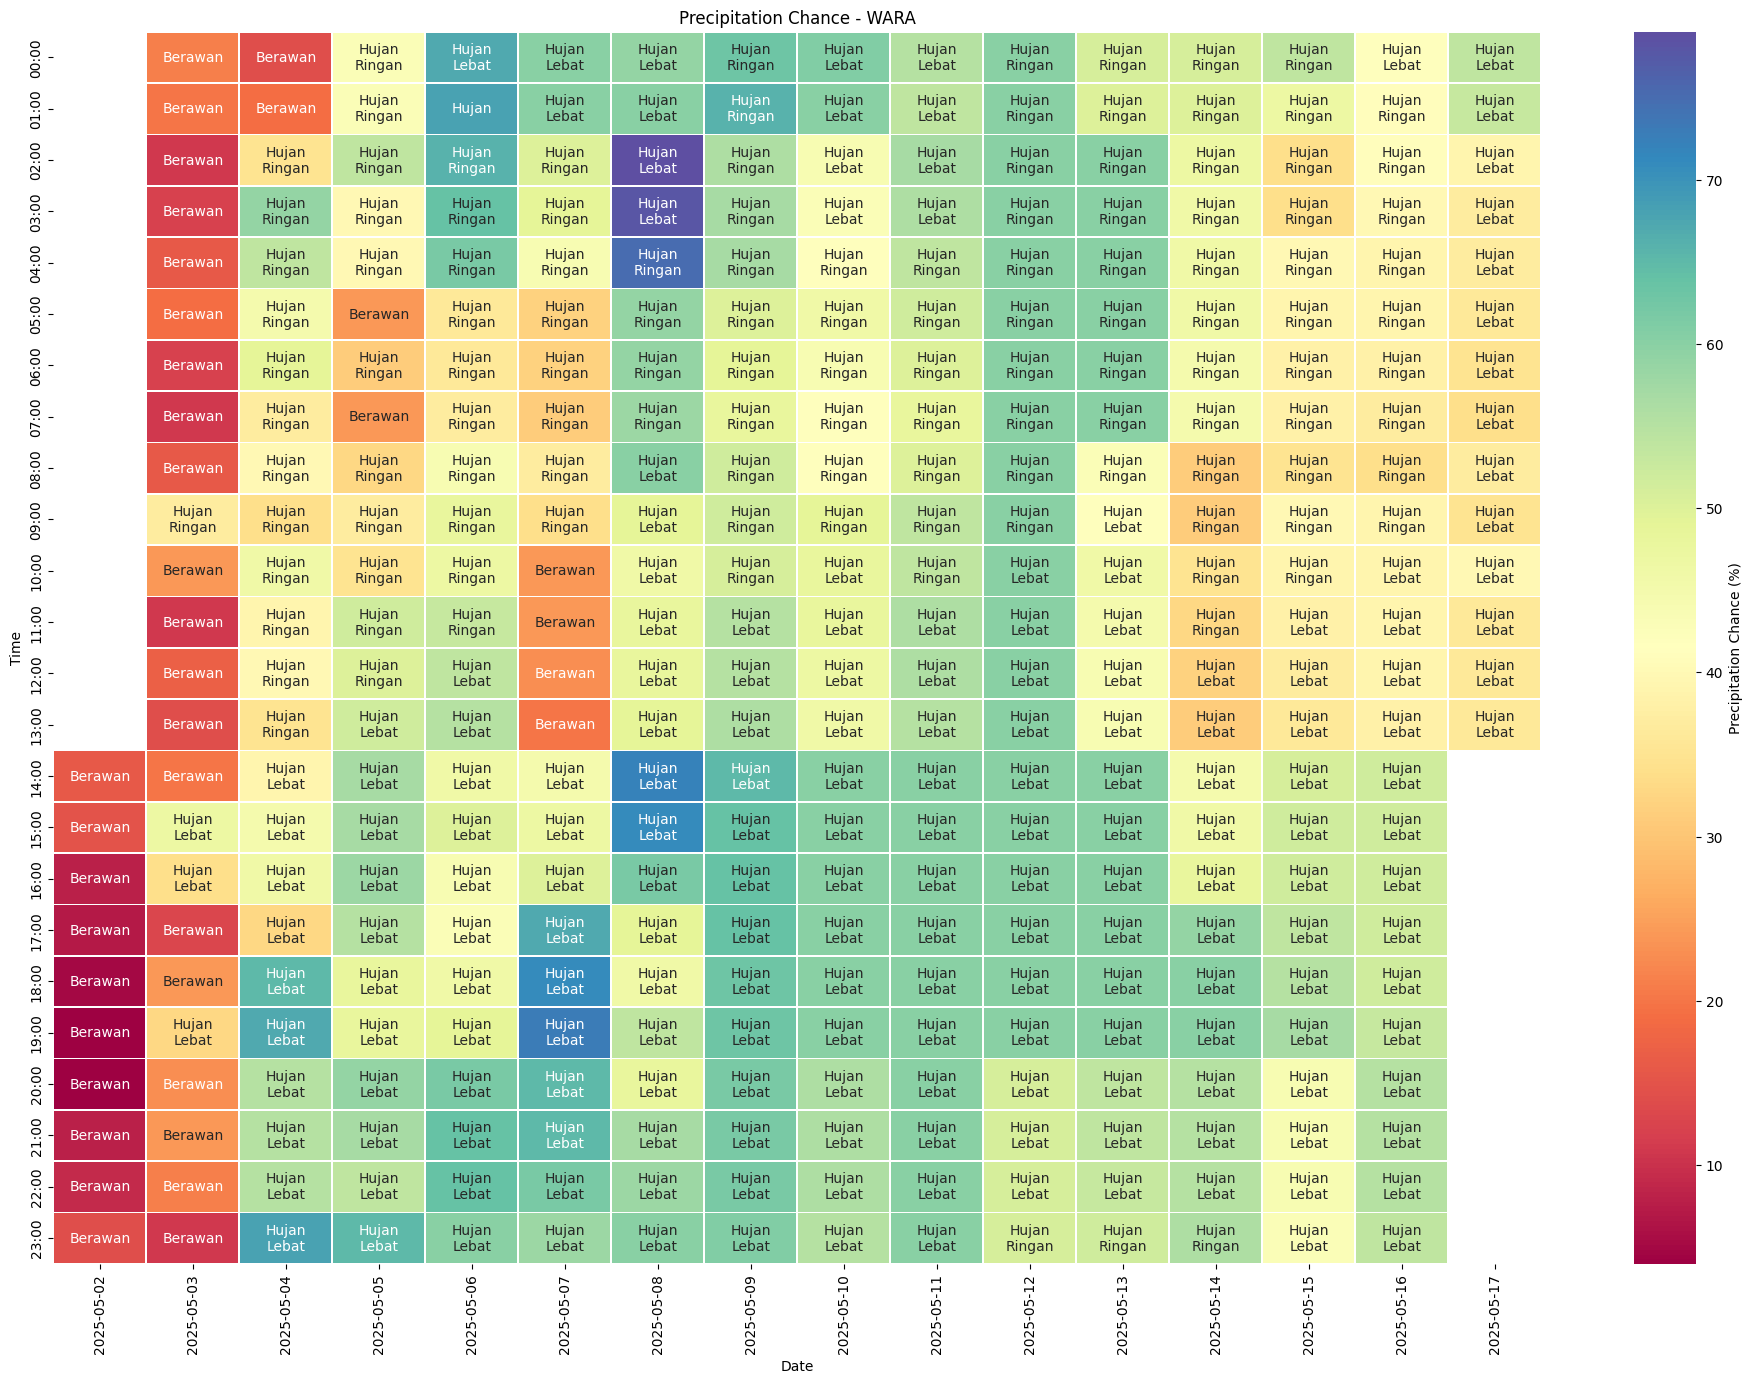 Precipitation Chance - WARA
00:00 Berawan Berawan Hujan Ringan Hujan Lebat Hujan Lebat Hujan Lebat Hujan Ringan Hujan Lebat Hujan Lebat Hujan Ringan Hujan Ringan Hujan Ringan Hujan Ringan Hujan Lebat Hujan Lebat
01:00 Berawan Berawan Hujan Ringan Hujan Hujan Lebat Hujan Lebat Hujan Ringan Hujan Lebat Hujan Lebat Hujan Ringan Hujan Ringan Hujan Ringan Hujan Ringan Hujan Ringan Hujan Lebat
02:00 Berawan Hujan Ringan Hujan Ringan Hujan Ringan Hujan Ringan Hujan Lebat Hujan Ringan Hujan Lebat Hujan Lebat Hujan Ringan Hujan Ringan Hujan Ringan Hujan Ringan Hujan Ringan Hujan Lebat
03:00 Berawan Hujan Ringan Hujan Ringan Hujan Ringan Hujan Ringan Hujan Lebat Hujan Ringan Hujan Lebat Hujan Lebat Hujan Ringan Hujan Ringan Hujan Ringan Hujan Ringan Hujan Ringan Hujan Lebat
04:00 Berawan Hujan Ringan Hujan Ringan Hujan Ringan Hujan Ringan Hujan Ringan Hujan Ringan Hujan Ringan Hujan Ringan Hujan Ringan Hujan Ringan Hujan Ringan Hujan Ringan Hujan Ringan Hujan Lebat
05:00 Berawan Hujan Ringan Berawan Hujan Ringan Hujan Ringan Hujan Ringan Hujan Ringan Hujan Ringan Hujan Ringan Hujan Ringan Hujan Ringan Hujan Ringan Hujan Ringan Hujan Ringan Hujan Lebat
06:00 Berawan Hujan Ringan Hujan Ringan Hujan Ringan Hujan Ringan Hujan Ringan Hujan Ringan Hujan Ringan Hujan Ringan Hujan Ringan Hujan Ringan Hujan Ringan Hujan Ringan Hujan Ringan Hujan Lebat
07:00 Berawan Hujan Ringan Berawan Hujan Ringan Hujan Ringan Hujan Ringan Hujan Ringan Hujan Ringan Hujan Ringan Hujan Ringan Hujan Ringan Hujan Ringan Hujan Ringan Hujan Ringan Hujan Lebat
08:00 Berawan Hujan Ringan Hujan Ringan Hujan Ringan Hujan Ringan Hujan Lebat Hujan Ringan Hujan Ringan Hujan Ringan Hujan Ringan Hujan Ringan Hujan Ringan Hujan Ringan Hujan Ringan Hujan Lebat
09:00 Hujan Ringan Hujan Ringan Hujan Ringan Hujan Ringan Hujan Ringan Hujan Lebat Hujan Ringan Hujan Ringan Hujan Ringan Hujan Ringan Hujan Lebat Hujan Ringan Hujan Ringan Hujan Ringan Hujan Lebat
10:00 Berawan Hujan Ringan Hujan Ringan Hujan Ringan Berawan Hujan Lebat Hujan Ringan Hujan Lebat Hujan Ringan Hujan Lebat Hujan Lebat Hujan Ringan Hujan Ringan Hujan Lebat Hujan Lebat
11:00 Berawan Hujan Ringan Hujan Ringan Hujan Ringan Berawan Hujan Lebat Hujan Lebat Hujan Lebat Hujan Lebat Hujan Lebat Hujan Lebat Hujan Ringan Hujan Lebat Hujan Lebat Hujan Lebat
12:00 Berawan Hujan Ringan Hujan Ringan Hujan Lebat Berawan Hujan Lebat Hujan Lebat Hujan Lebat Hujan Lebat Hujan Lebat Hujan Lebat Hujan Lebat Hujan Lebat Hujan Lebat Hujan Lebat
13:00 Berawan Hujan Ringan Hujan Lebat Hujan Lebat Berawan Hujan Lebat Hujan Lebat Hujan Lebat Hujan Lebat Hujan Lebat Hujan Lebat Hujan Lebat Hujan Lebat Hujan Lebat Hujan Lebat
14:00 Berawan Berawan Hujan Lebat Hujan Lebat Hujan Lebat Hujan Lebat Hujan Lebat Hujan Lebat Hujan Lebat Hujan Lebat Hujan Lebat Hujan Lebat Hujan Lebat Hujan Lebat Hujan Lebat
15:00 Berawan Hujan Lebat Hujan Lebat Hujan Lebat Hujan Lebat Hujan Lebat Hujan Lebat Hujan Lebat Hujan Lebat Hujan Lebat Hujan Lebat Hujan Lebat Hujan Lebat Hujan Lebat Hujan Lebat
16:00 Berawan Hujan Lebat Hujan Lebat Hujan Lebat Hujan Lebat Hujan Lebat Hujan Lebat Hujan Lebat Hujan Lebat Hujan Lebat Hujan Lebat Hujan Lebat Hujan Lebat Hujan Lebat Hujan Lebat
17:00 Berawan Berawan Hujan Lebat Hujan Lebat Hujan Lebat Hujan Lebat Hujan Lebat Hujan Lebat Hujan Lebat Hujan Lebat Hujan Lebat Hujan Lebat Hujan Lebat Hujan Lebat Hujan Lebat
18:00 Berawan Berawan Hujan Lebat Hujan Lebat Hujan Lebat Hujan Lebat Hujan Lebat Hujan Lebat Hujan Lebat Hujan Lebat Hujan Lebat Hujan Lebat Hujan Lebat Hujan Lebat Hujan Lebat
19:00 Berawan Hujan Lebat Hujan Lebat Hujan Lebat Hujan Lebat Hujan Lebat Hujan Lebat Hujan Lebat Hujan Lebat Hujan Lebat Hujan Lebat Hujan Lebat Hujan Lebat Hujan Lebat Hujan Lebat
20:00 Berawan Berawan Hujan Lebat Hujan Lebat Hujan Lebat Hujan Lebat Hujan Lebat Hujan Lebat Hujan Lebat Hujan Lebat Hujan Lebat Hujan Lebat Hujan Lebat Hujan Lebat Hujan Lebat
21:00 Berawan Berawan Hujan Lebat Hujan Lebat Hujan Lebat Hujan Lebat Hujan Lebat Hujan Lebat Hujan Lebat Hujan Lebat Hujan Lebat Hujan Lebat Hujan Lebat Hujan Lebat Hujan Lebat
22:00 Berawan Berawan Hujan Lebat Hujan Lebat Hujan Lebat Hujan Lebat Hujan Lebat Hujan Lebat Hujan Lebat Hujan Lebat Hujan Lebat Hujan Lebat Hujan Lebat Hujan Lebat Hujan Lebat
23:00 Berawan Berawan Hujan Lebat Hujan Lebat Hujan Lebat Hujan Lebat Hujan Lebat Hujan Lebat Hujan Lebat Hujan Lebat Hujan Ringan Hujan Ringan Hujan Ringan Hujan Lebat Hujan Lebat
Time
2025-05-02 2025-05-03 2025-05-04 2025-05-05 2025-05-06 2025-05-07 2025-05-08 2025-05-09 2025-05-10 2025-05-11 2025-05-12 2025-05-13 2025-05-14 2025-05-15 2025-05-16 2025-05-17
Date
70
60
50
40
30
20
10
Precipitation Chance (%)